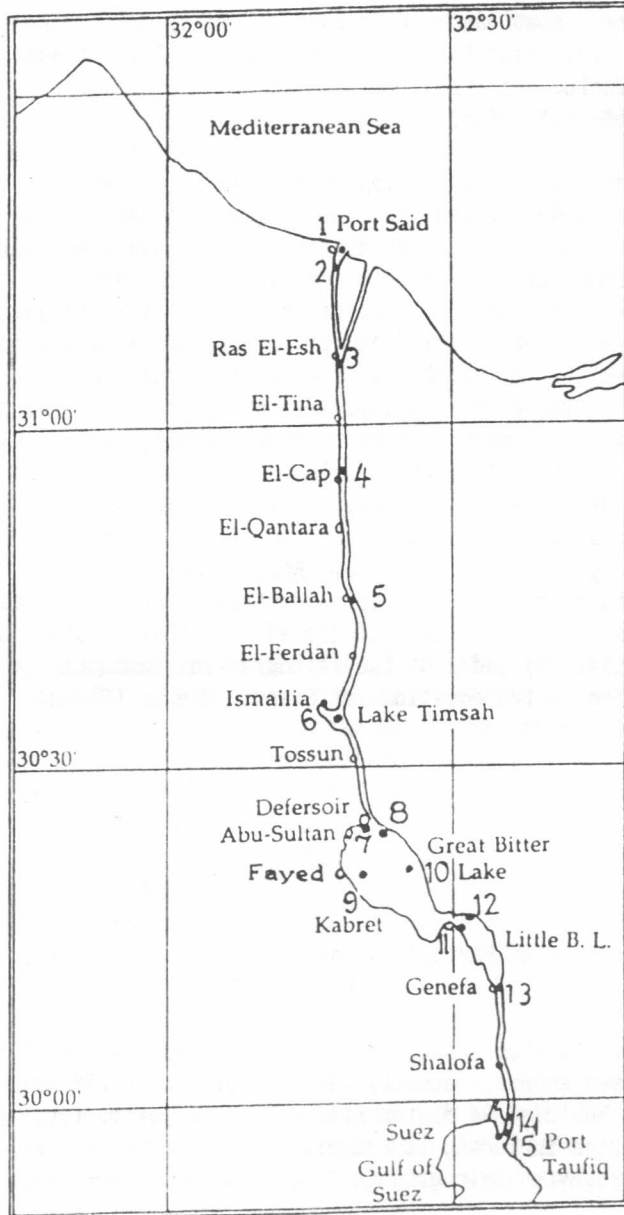 32°00'
32°30'
Mediterranean Sea
1 Port Said
2
Ras El-Esh 3
El-Tina
31°00'
El-Cap 4
El-Qantara
El-Ballah 5
El-Ferdan
Ismailia
6 Lake Timsah
30°30'
Tossun
Defersoir 8
Abu-Sultan 7
Great Bitter
10 Lake
Fayed
9
12
Kabret
11
Little B. L.
Genefa 13
Shalofa
30°00'
14
Suez
15 Port
Taufiq
Gulf of
Suez